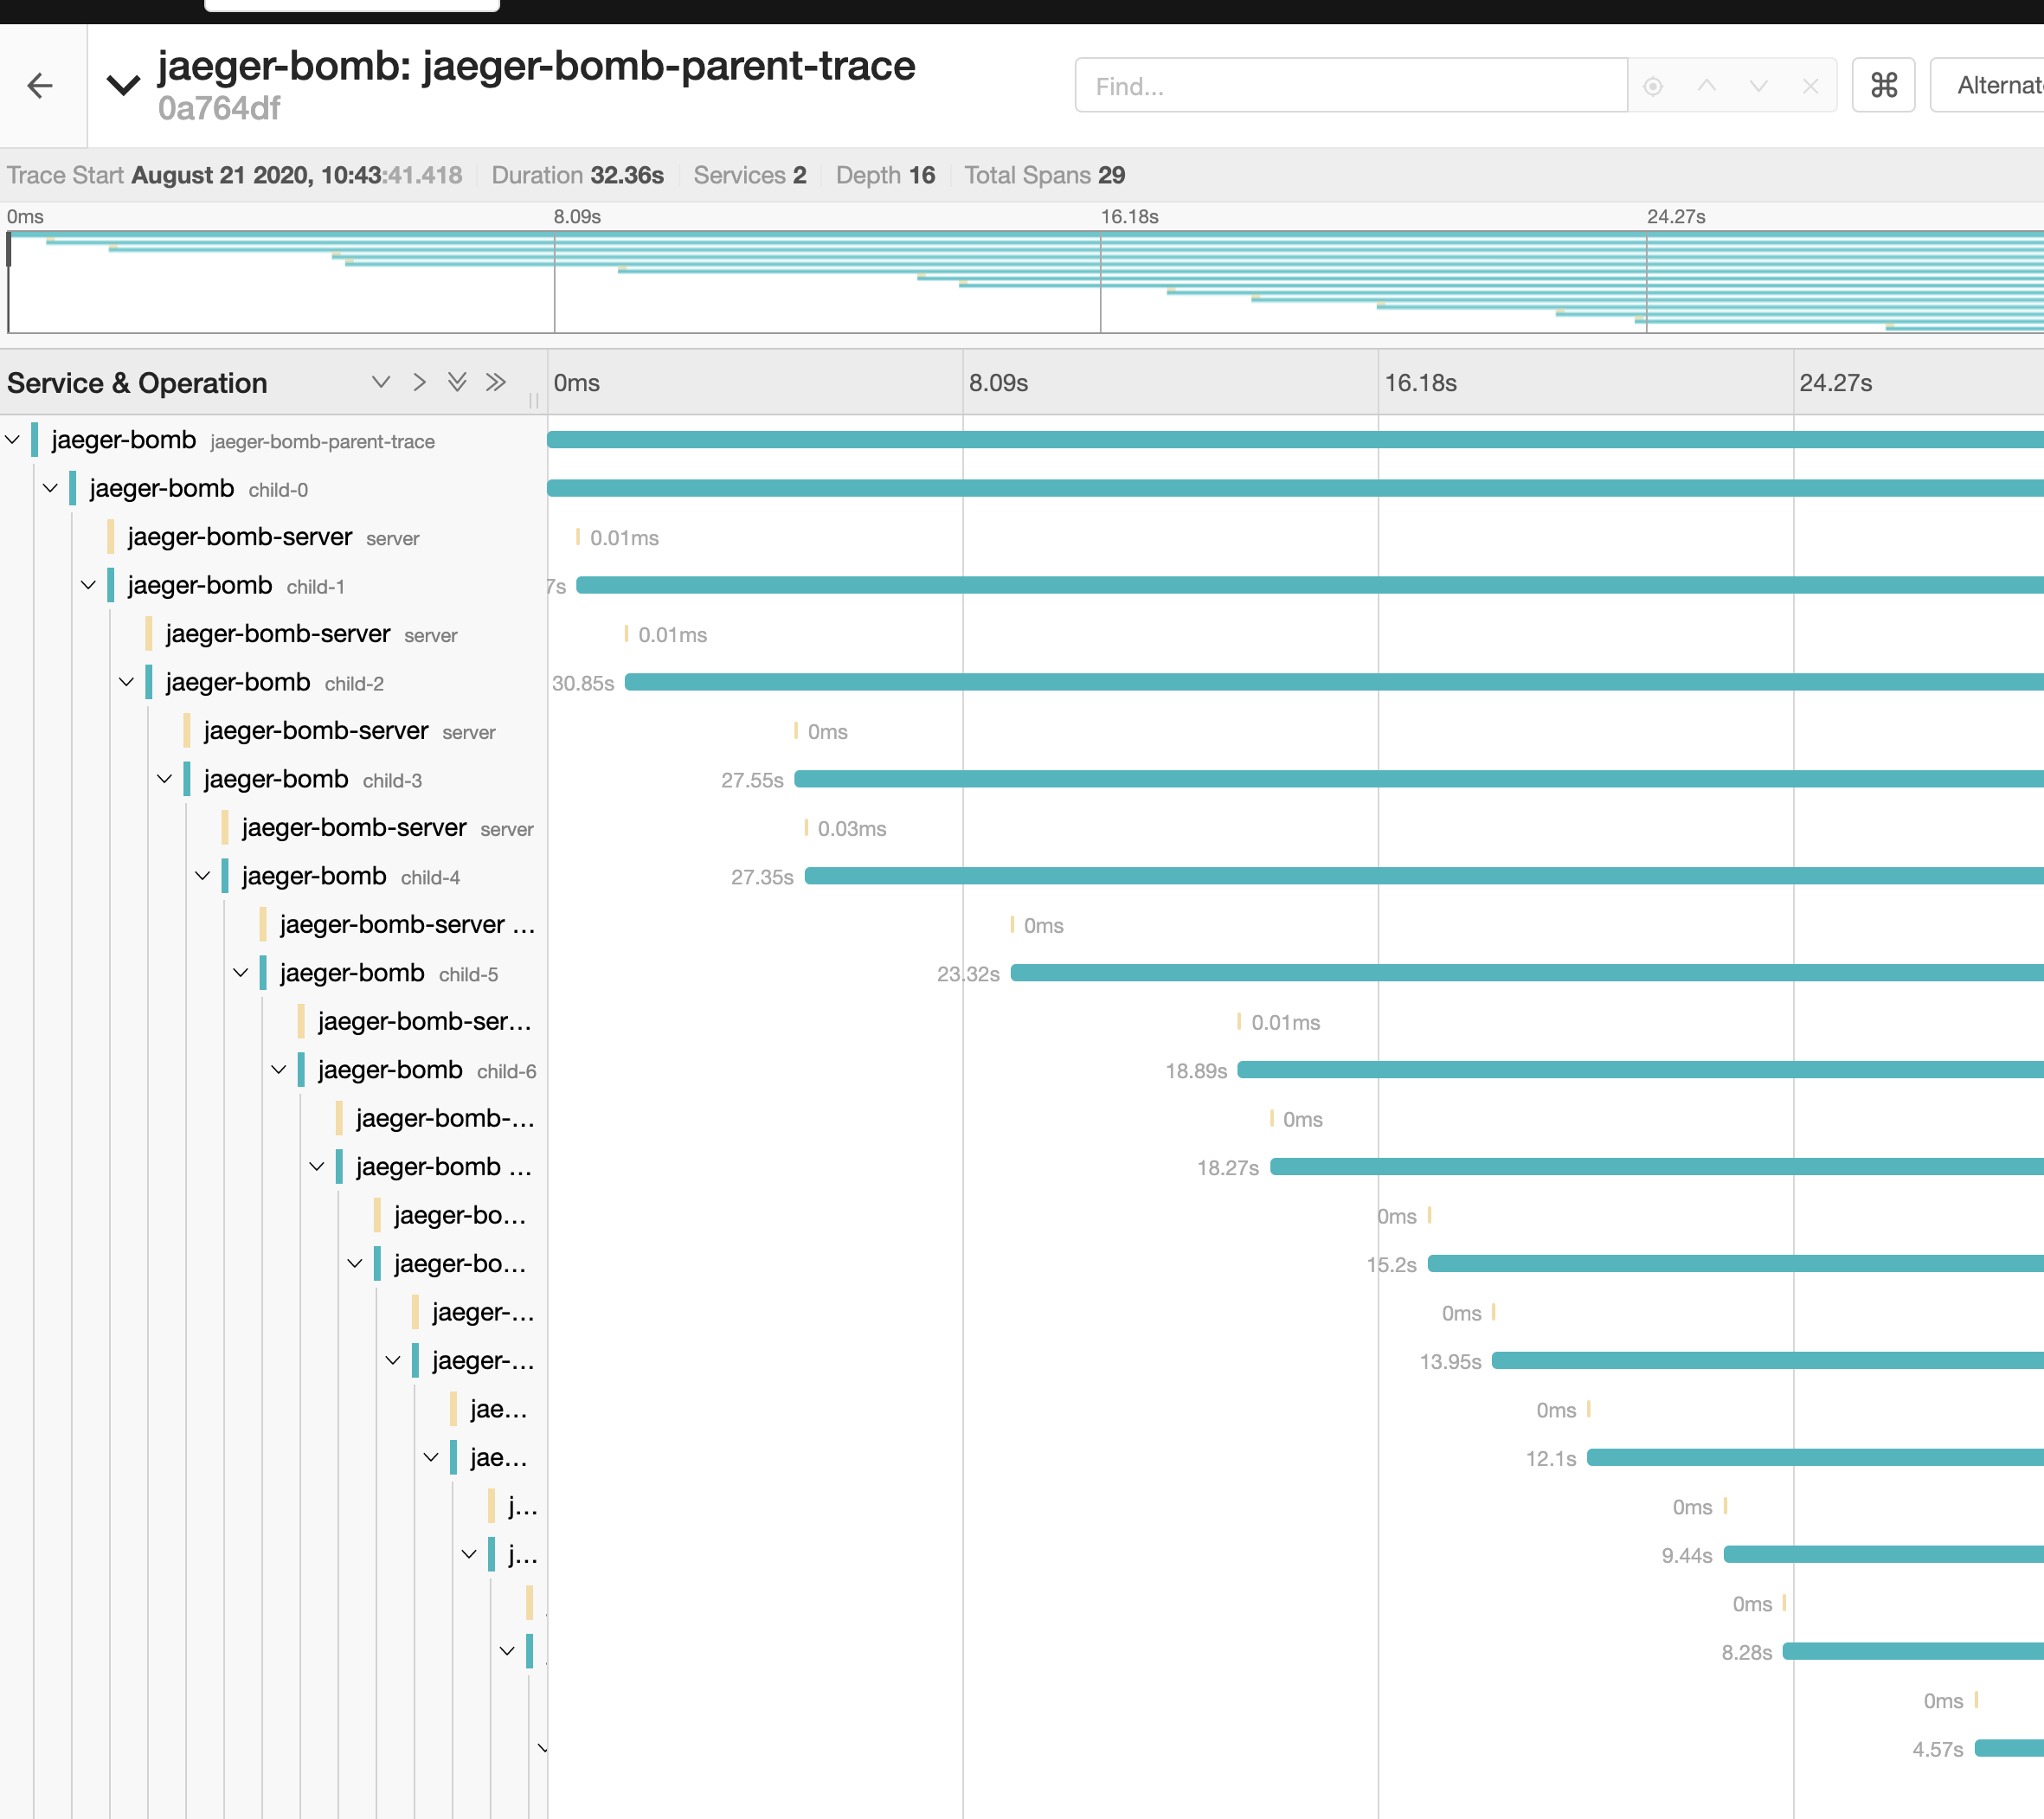 jaeger-bomb: jaeger-bomb-parent-trace
0a764df
Find...
Alternat
Trace Start August 21 2020, 10:43:41.418 Duration 32.36s Services 2 Depth 16 Total Spans 29
0ms 8.09s 16.18s 24.27s
Service & Operation 0ms 8.09s 16.18s 24.27s
jaeger-bomb jaeger-bomb-parent-trace
jaeger-bomb child-0
jaeger-bomb-server server 0.01ms
jaeger-bomb child-1 7s
jaeger-bomb-server server 0.01ms
jaeger-bomb child-2 30.85s
jaeger-bomb-server server 0ms
jaeger-bomb child-3 27.55s
jaeger-bomb-server server 0.03ms
jaeger-bomb child-4 27.35s
jaeger-bomb-server ... 0ms
jaeger-bomb child-5 23.32s
jaeger-bomb-ser... 0.01ms
jaeger-bomb child-6 18.89s
jaeger-bomb-... 0ms
jaeger-bomb ... 18.27s
jaeger-bo... 0ms
jaeger-bo... 15.2s
jaeger-... 0ms
jaeger-... 13.95s
jae... 0ms
jae... 12.1s
j... 0ms
j... 9.44s
0ms
8.28s
0ms
4.57s